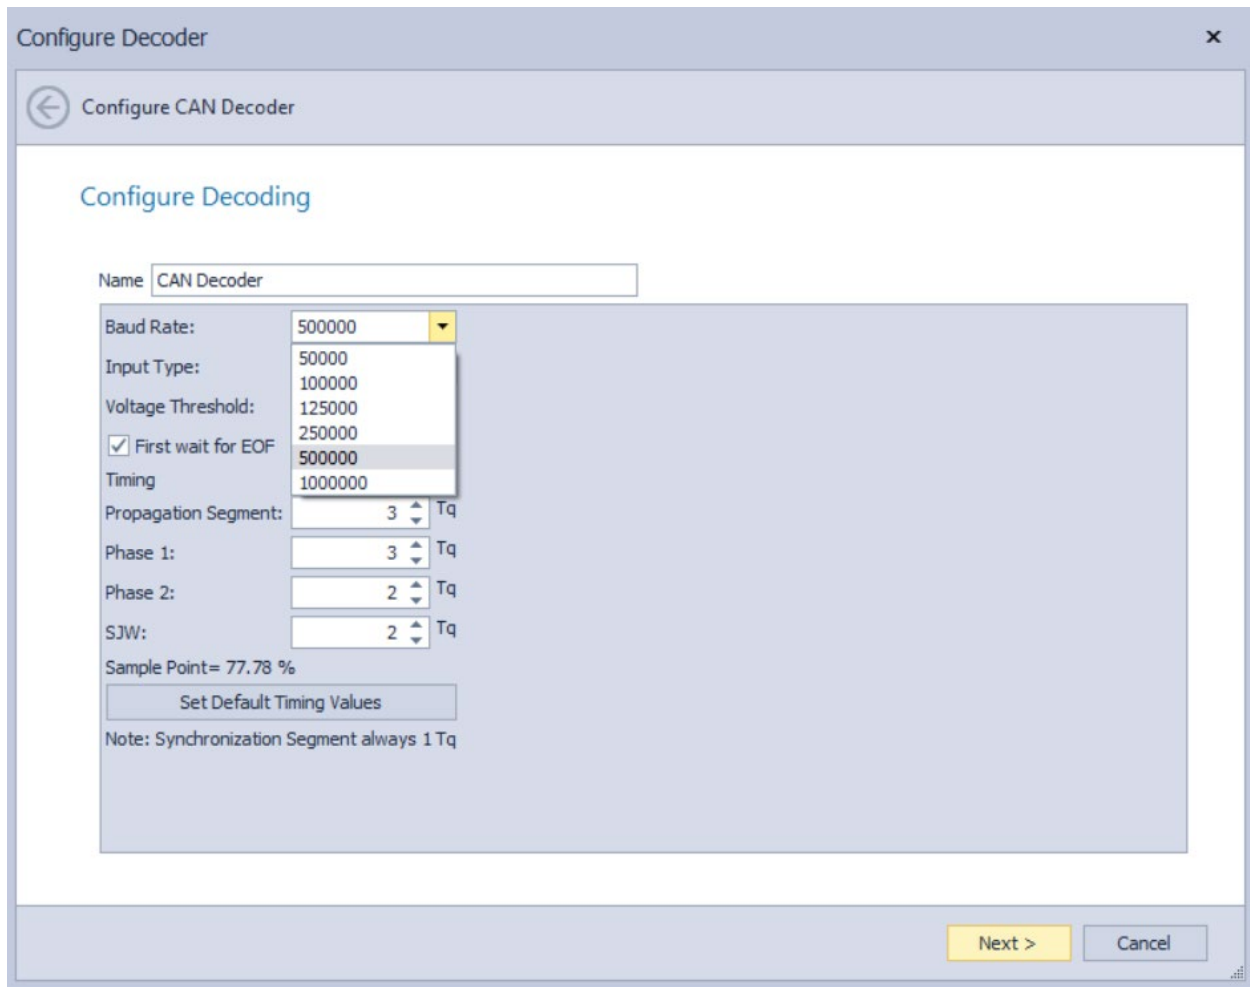 Configure Decoder
Configure CAN Decoder
Configure Decoding
Name CAN Decoder
Baud Rate: 500000
50000
Input Type:
100000
Voltage Threshold: 125000
250000
First wait for EOF
500000
Timing
1000000
Propagation Segment: 3 Tq
Phase 1: 3 Tq
Phase 2: 2 Tq
SJW: 2 Tq
Sample Point= 77.78 %
Set Default Timing Values
Note: Synchronization Segment always 1 Tq
Next > Cancel